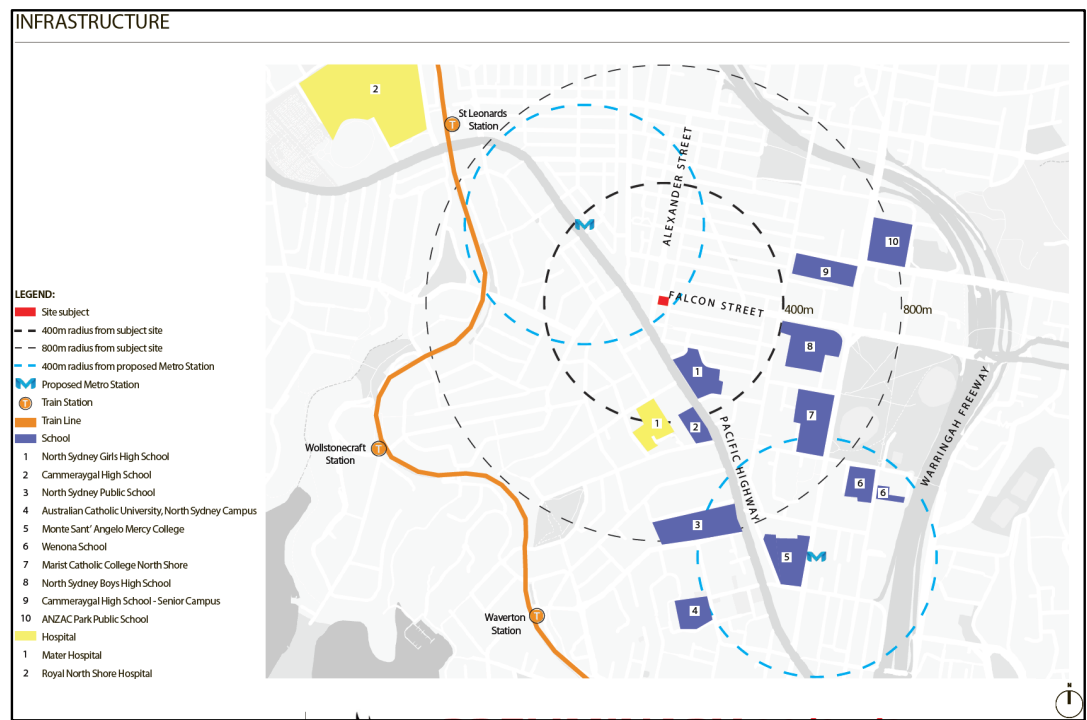 INFRASTRUCTURE
2
St Leonards
Station
T
ALEXANDER STREET
10
9
FALCON STREET
400m
800m
8
1
7
2
1
PACIFIC HIGHWAY
WARRINGAH FREEWAY
Wollstonecraft
Station
T
6
6
3
5
4
Waverton
Station
T
LEGEND:
Site subject
400m radius from subject site
800m radius from subject site
400m radius from proposed Metro Station
Proposed Metro Station
T Train Station
Train Line
School
1 North Sydney Girls High School
2 Cammeraygal High School
3 North Sydney Public School
4 Australian Catholic University, North Sydney Campus
5 Monte Sant' Angelo Mercy College
6 Wenona School
7 Marist Catholic College North Shore
8 North Sydney Boys High School
9 Cammeraygal High School - Senior Campus
10 ANZAC Park Public School
Hospital
1 Mater Hospital
2 Royal North Shore Hospital
N